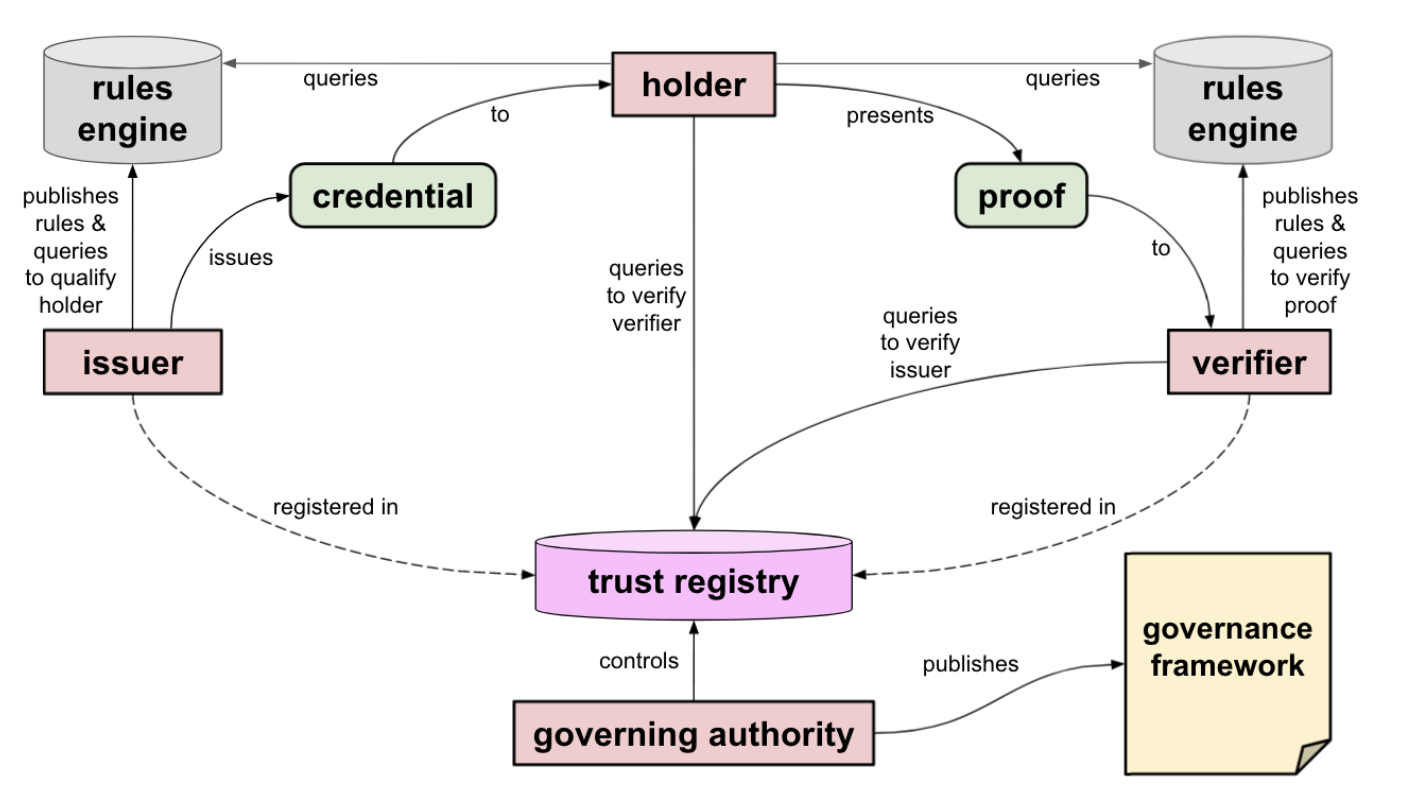 rules
engine
queries
holder
queries
rules
engine
to
presents
credential
proof
publishes
rules &
queries
to qualify
holder
issues
queries
to verify
verifier
to
publishes
rules &
queries
to verify
proof
queries
to verify
issuer
issuer
verifier
registered in
registered in
trust registry
controls
publishes
governance
framework
governing authority